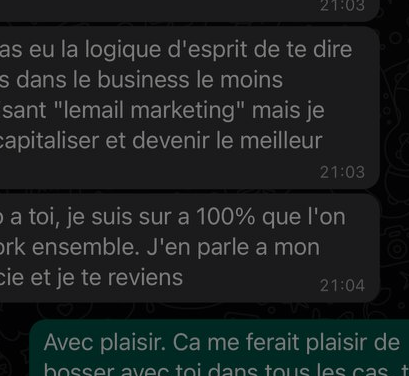 21:03
as eu la logique d'esprit de te dire
s dans le business le moins
isant "lemail marketing" mais je
capitaliser et devenir le meilleur
21:03
a toi, je suis sur a 100% que l'on
ork ensemble. J'en parle a mon
cie et je te reviens
21:04
Avec plaisir. Ca me ferait plaisir de
bosser avec toi dans tous les cas, t